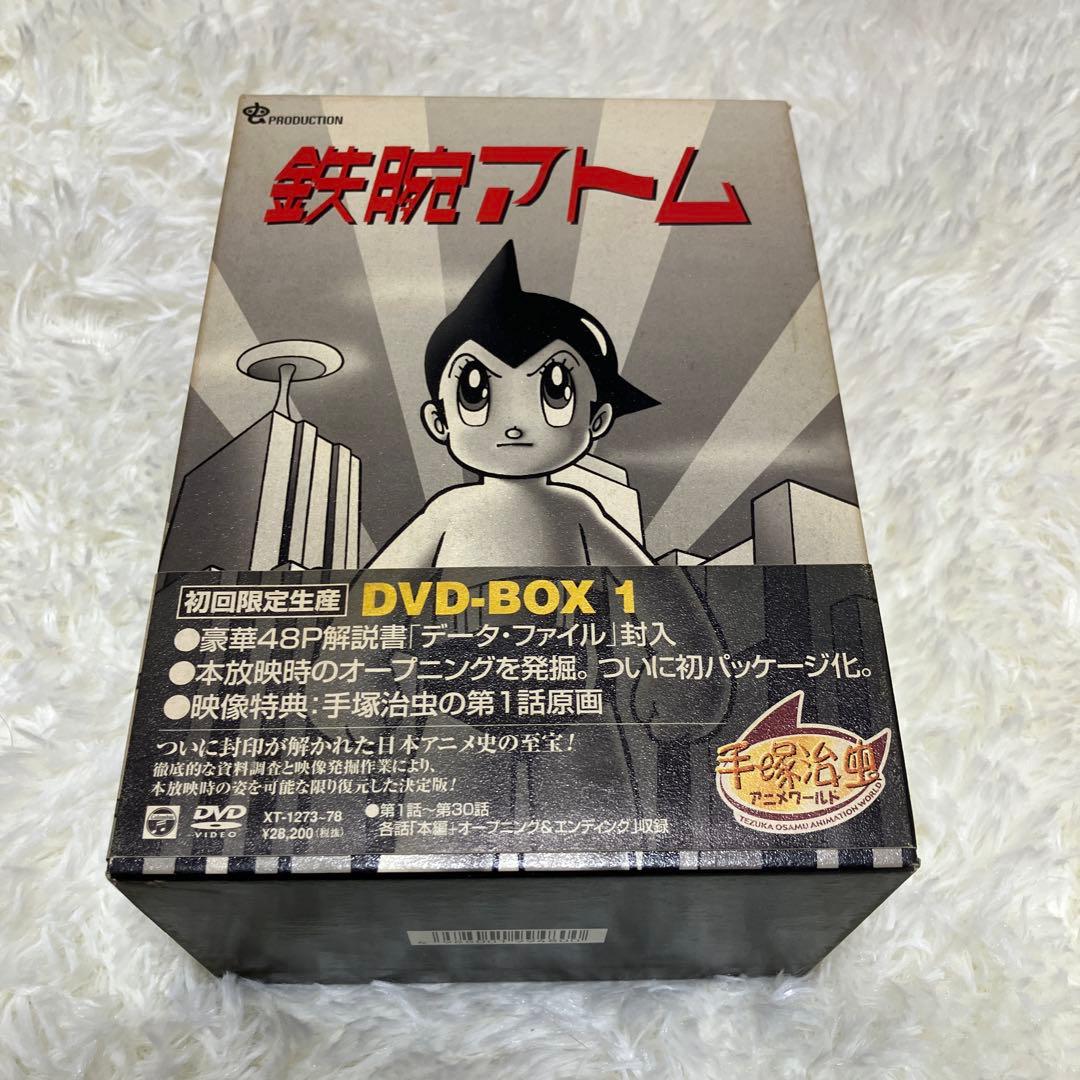 虫 PRODUCTION
鉄腕アトム
初回限定生産 DVD-BOX 1
●豪華48P解説書「データ・ファイル」封入
●本放映時のオープニングを発掘。ついに初パッケージ化。
●映像特典:手塚治虫の第1話原画
ついに封印が解かれた日本アニメ史の至宝!
徹底的な資料調査と映像発掘作業により、
本放映時の姿を可能な限り復元した決定版!
DVD VIDEO
XT-1273-78
¥28,200(税抜)
●第1話~第30話
各話「本編+オープニング&エンディング」収録
手塚治虫
アニメワールド
TEZUKA OSAMU ANIMATION WORLD